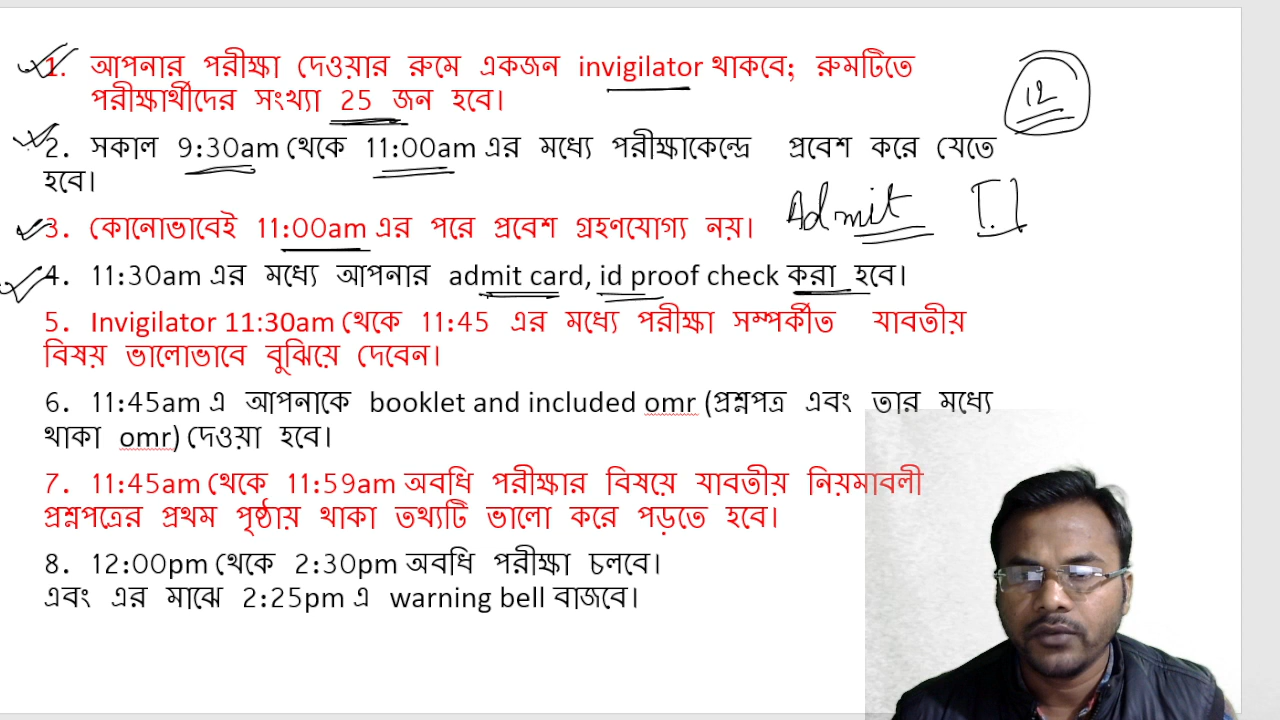 1. আপনার পরীক্ষা দেওয়ার রুমে একজন invigilator থাকবে; রুমটিতে
পরীক্ষার্থীদের সংখ্যা 25 জন হবে।
12
2. সকাল 9:30am থেকে 11:00am এর মধ্যে পরীক্ষাকেন্দ্রে প্রবেশ করে যেতে
হবে।
Admit
3. কোনোভাবেই 11:00am এর পরে প্রবেশ গ্রহণযোগ্য নয়।
4. 11:30am এর মধ্যে আপনার admit card, id proof check করা হবে।
5. Invigilator 11:30am থেকে 11:45 এর মধ্যে পরীক্ষা সম্পর্কীত যাবতীয়
বিষয় ভালোভাবে বুঝিয়ে দেবেন।
6. 11:45am এ আপনাকে booklet and included omr (প্রশ্নপত্র এবং তার মধ্যে
থাকা omr) দেওয়া হবে।
7. 11:45am থেকে 11:59am অবধি পরীক্ষার বিষয়ে যাবতীয় নিয়মাবলী
প্রশ্নপত্রের প্রথম পৃষ্ঠায় থাকা তথ্যটি ভালো করে পড়তে হবে।
8. 12:00pm থেকে 2:30pm অবধি পরীক্ষা চলবে।
এবং এর মাঝে 2:25pm এ warning bell বাজবে।